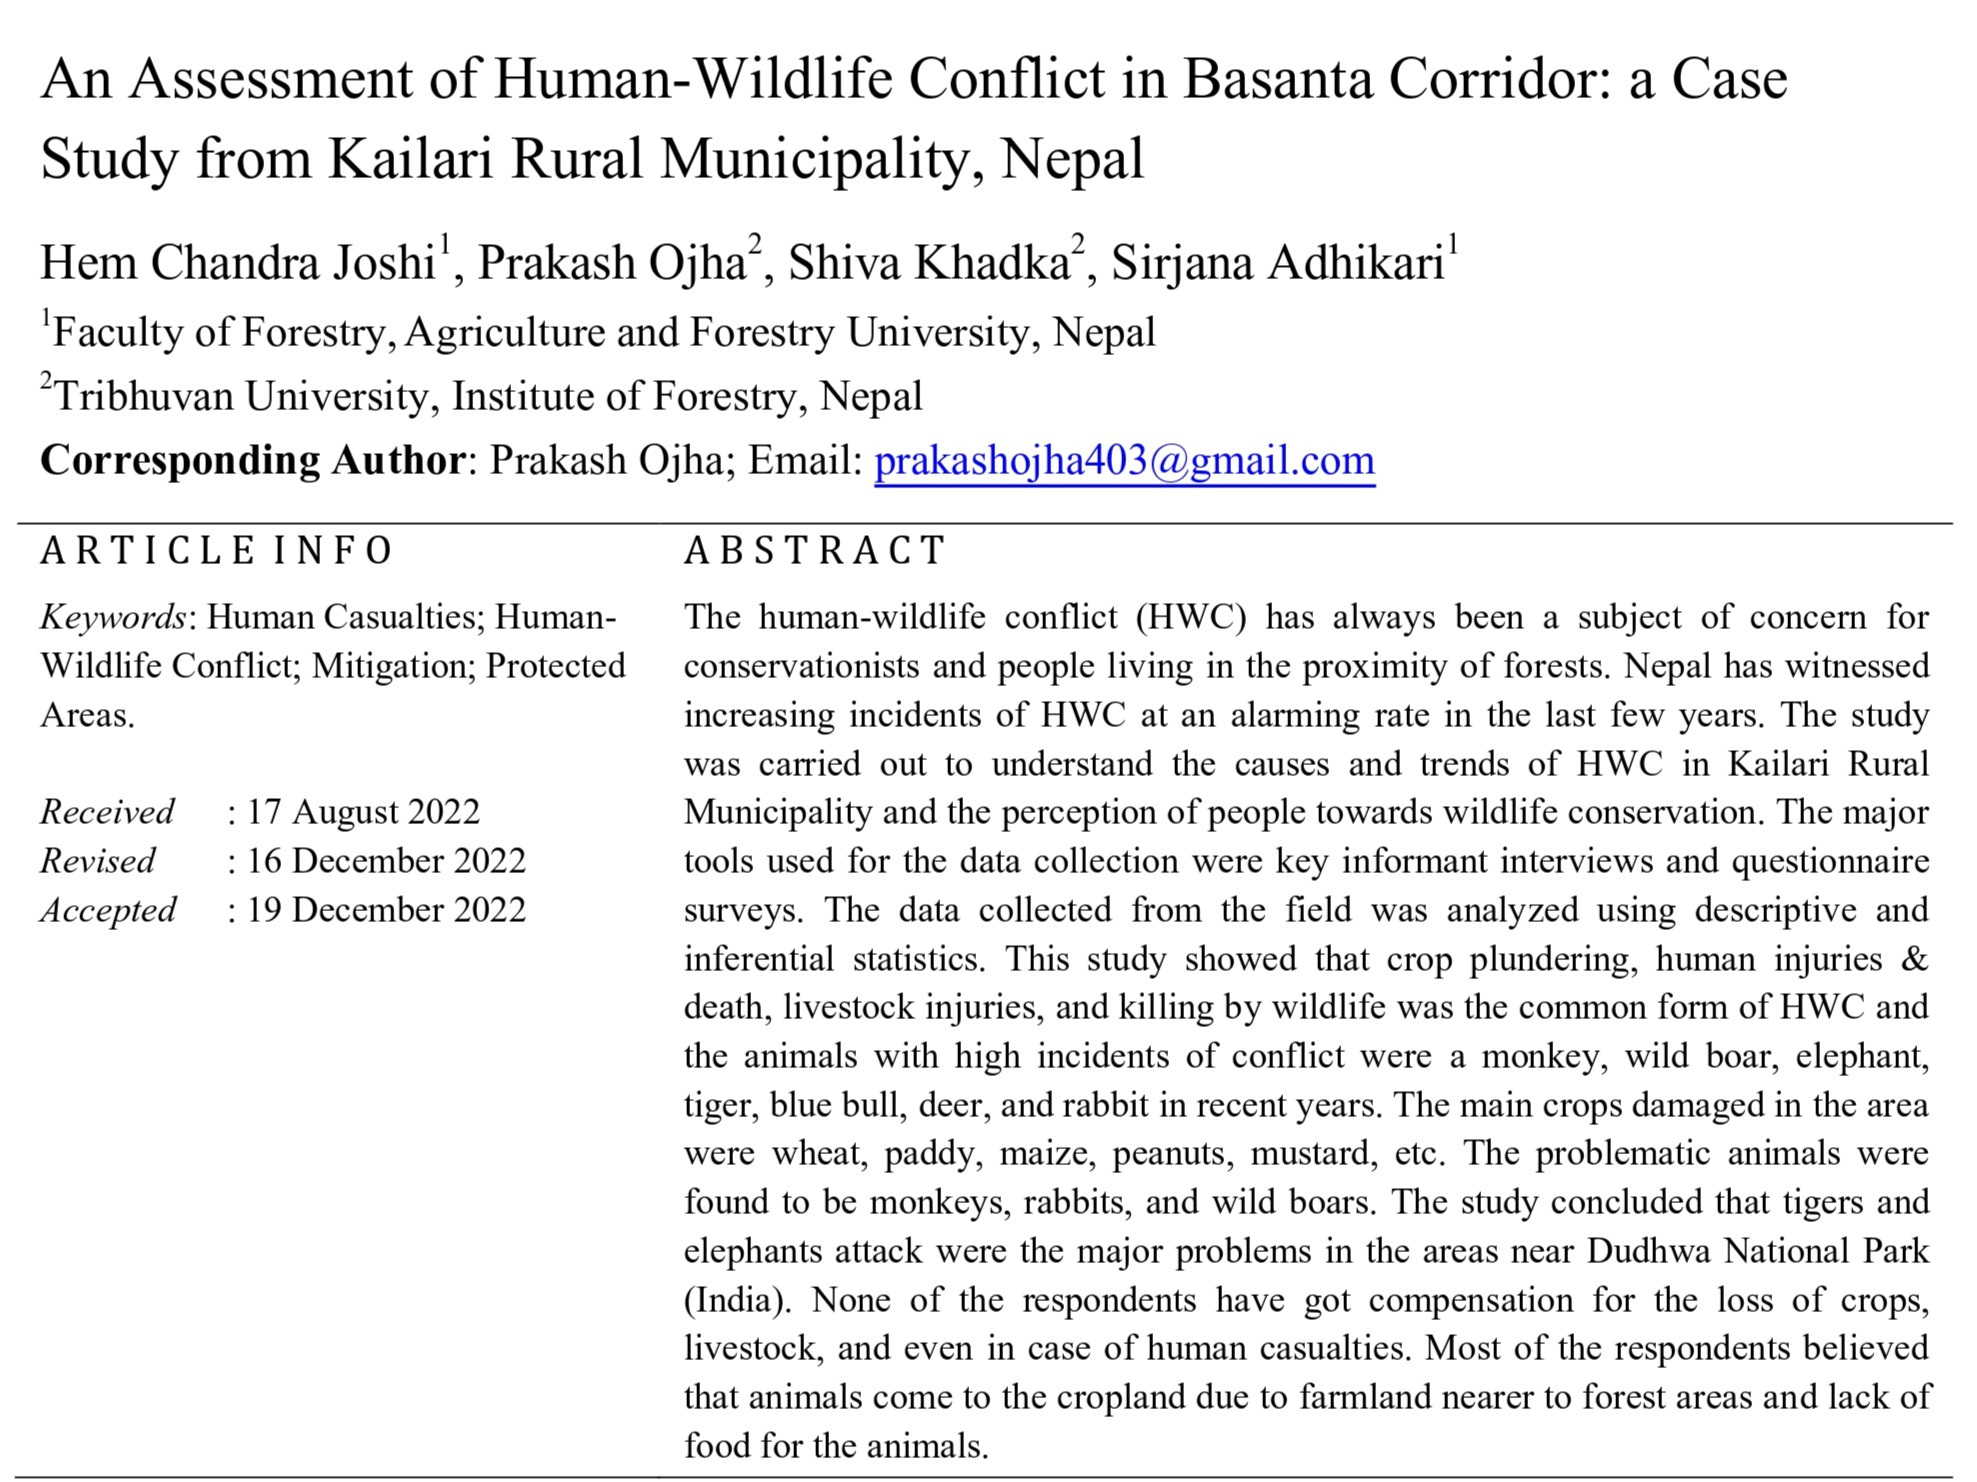 An Assessment of Human-Wildlife Conflict in Basanta Corridor: a Case
Study from Kailari Rural Municipality, Nepal
Hem Chandra Joshi1, Prakash Ojha2, Shiva Khadka2, Sirjana Adhikari1
1Faculty of Forestry, Agriculture and Forestry University, Nepal
2Tribhuvan University, Institute of Forestry, Nepal
Corresponding Author: Prakash Ojha; Email: prakashojha403@gmail.com
ARTICLE INFO
Keywords: Human Casualties; Human-
Wildlife Conflict; Mitigation; Protected
Areas.
Received : 17 August 2022
Revised : 16 December 2022
Accepted : 19 December 2022
ABSTRACT
The human-wildlife conflict (HWC) has always been a subject of concern for
conservationists and people living in the proximity of forests. Nepal has witnessed
increasing incidents of HWC at an alarming rate in the last few years. The study
was carried out to understand the causes and trends of HWC in Kailari Rural
Municipality and the perception of people towards wildlife conservation. The major
tools used for the data collection were key informant interviews and questionnaire
surveys. The data collected from the field was analyzed using descriptive and
inferential statistics. This study showed that crop plundering, human injuries &
death, livestock injuries, and killing by wildlife was the common form of HWC and
the animals with high incidents of conflict were a monkey, wild boar, elephant,
tiger, blue bull, deer, and rabbit in recent years. The main crops damaged in the area
were wheat, paddy, maize, peanuts, mustard, etc. The problematic animals were
found to be monkeys, rabbits, and wild boars. The study concluded that tigers and
elephants attack were the major problems in the areas near Dudhwa National Park
(India). None of the respondents have got compensation for the loss of crops,
livestock, and even in case of human casualties. Most of the respondents believed
that animals come to the cropland due to farmland nearer to forest areas and lack of
food for the animals.